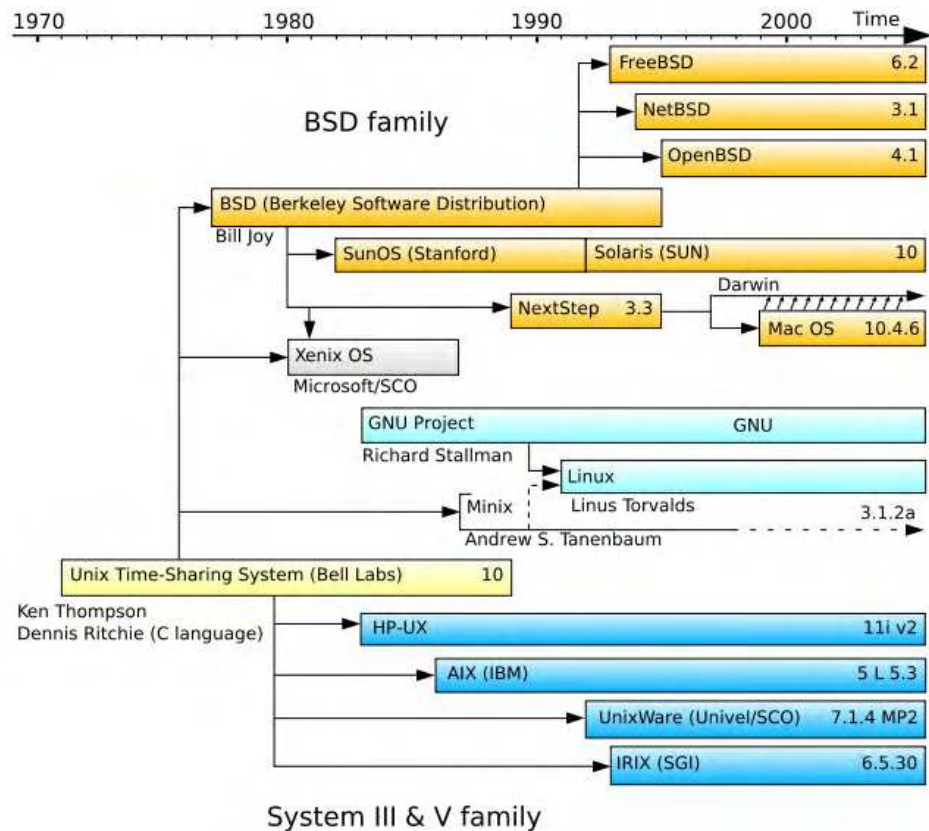 1970 1980 1990 2000 Time
FreeBSD 6.2
BSD family
NetBSD 3.1
OpenBSD 4.1
BSD (Berkeley Software Distribution)
Bill Joy
SunOS (Stanford) Solaris (SUN) 10
Darwin
NextStep 3.3
Mac OS 10.4.6
Xenix OS
Microsoft/SCO
GNU Project GNU
Richard Stallman
Linux
Linus Torvalds
Minix
3.1.2a
Andrew S. Tanenbaum
Unix Time-Sharing System (Bell Labs) 10
Ken Thompson
Dennis Ritchie (C language)
HP-UX 11i v2
AIX (IBM) 5 L 5.3
UnixWare (Univel/SCO) 7.1.4 MP2
IRIX (SGI) 6.5.30
System III & V family